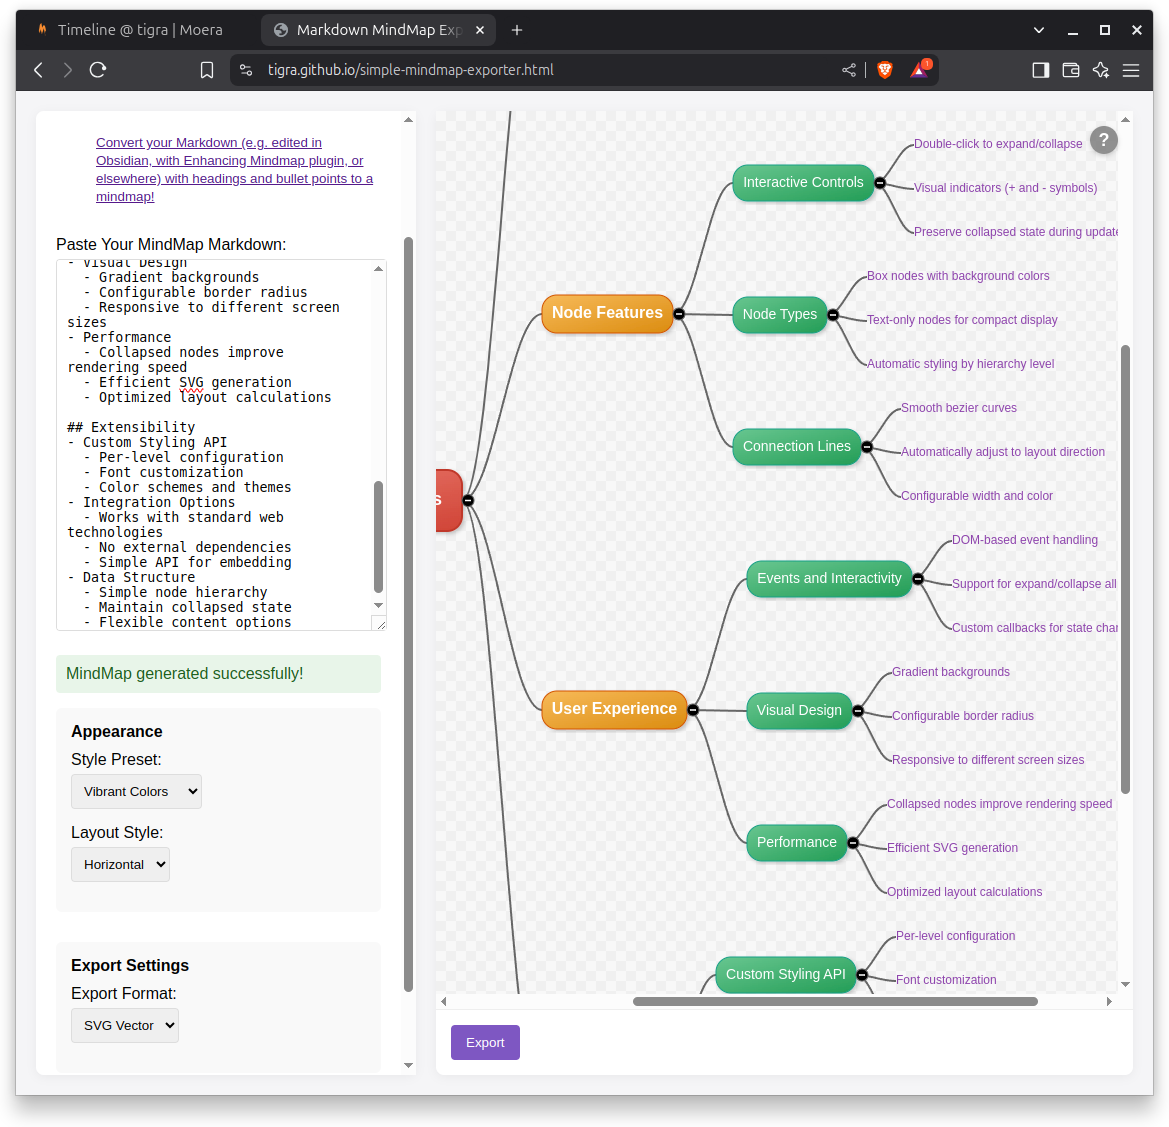 Timeline @ tigra | Moera
Markdown MindMap Exp
tigra.github.io/simple-mindmap-exporter.html
1
Convert your Markdown (e.g. edited in
Obsidian, with Enhancing Mindmap plugin, or
elsewhere) with headings and bullet points to a
mindmap!
Paste Your MindMap Markdown:
- Visual Design
- Gradient backgrounds
- Configurable border radius
- Responsive to different screen
sizes
- Performance
- Collapsed nodes improve
rendering speed
- Efficient SVG generation
- Optimized layout calculations
## Extensibility
- Custom Styling API
- Per-level configuration
- Font customization
- Color schemes and themes
- Integration Options
- Works with standard web
technologies
- No external dependencies
- Simple API for embedding
- Data Structure
- Simple node hierarchy
- Maintain collapsed state
- Flexible content options
MindMap generated successfully!
Appearance
Style Preset:
Vibrant Colors
Layout Style:
Horizontal
Export Settings
Export Format:
SVG Vector
?
s
Node Features
Interactive Controls
Double-click to expand/collapse
Visual indicators (+ and - symbols)
Preserve collapsed state during update
Node Types
Box nodes with background colors
Text-only nodes for compact display
Automatic styling by hierarchy level
Connection Lines
Smooth bezier curves
Automatically adjust to layout direction
Configurable width and color
User Experience
Events and Interactivity
DOM-based event handling
Support for expand/collapse all
Custom callbacks for state chan
Visual Design
Gradient backgrounds
Configurable border radius
Responsive to different screen sizes
Performance
Collapsed nodes improve rendering speed
Efficient SVG generation
Optimized layout calculations
Custom Styling API
Per-level configuration
Font customization
Export